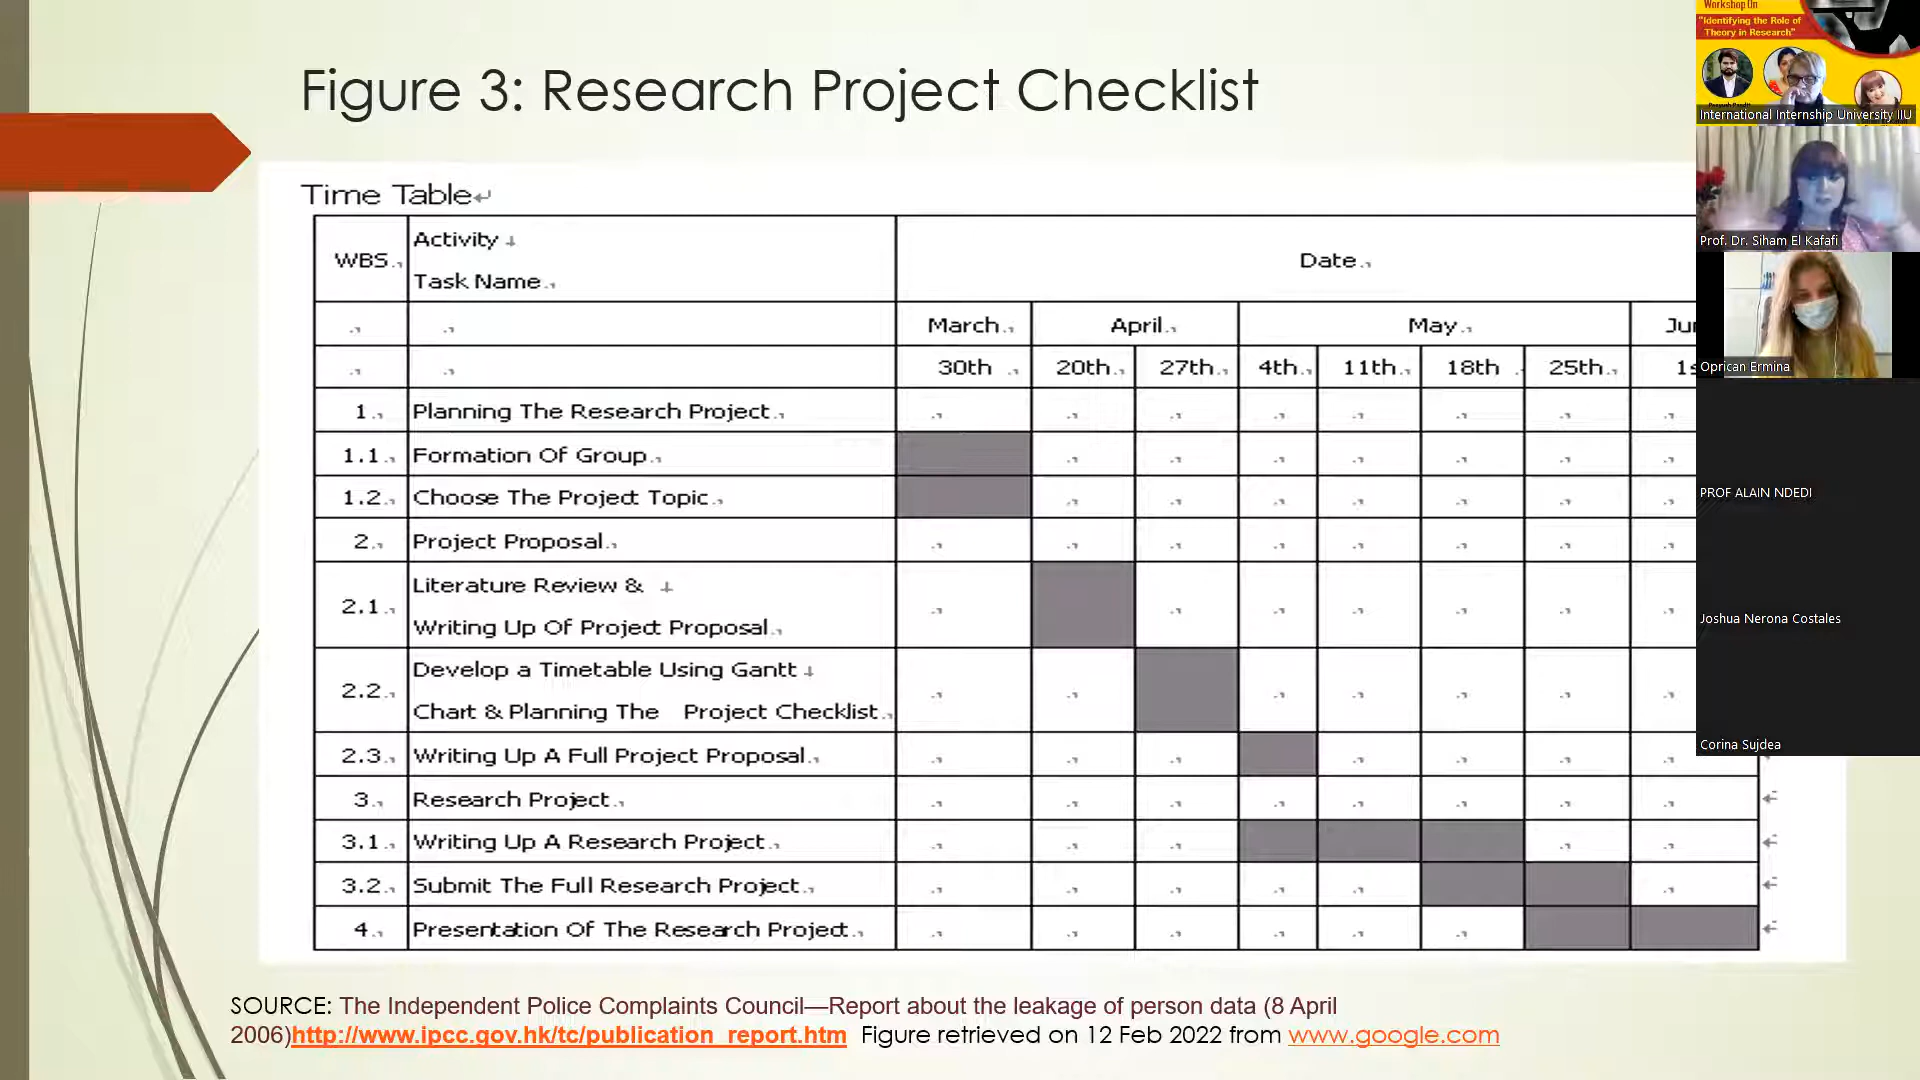 Figure 3: Research Project Checklist
Time Table
WBS
Activity
Task Name
Date
March April May
30th 20th 27th 4th 11th 18th 25th
1 Planning The Research Project
1.1 Formation Of Group
1.2 Choose The Project Topic
2 Project Proposal
2.1 Literature Review &
Writing Up Of Project Proposal
2.2 Develop a Timetable Using Gantt
Chart & Planning The Project Checklist
2.3 Writing Up A Full Project Proposal
3 Research Project
3.1 Writing Up A Research Project
3.2 Submit The Full Research Project
4 Presentation Of The Research Project
SOURCE: The Independent Police Complaints Council—Report about the leakage of person data (8 April
2006)http://www.ipcc.gov.hk/tc/publication_report.htm Figure retrieved on 12 Feb 2022 from www.google.com
Workshop On
"Identifying the Role of
Theory in Research"
International Internship University IIU
Prof. Dr. Siham El Kafafi
Oprican Ermina
PROF ALAIN NDEDI
Joshua Nerona Costales
Corina Sujdea